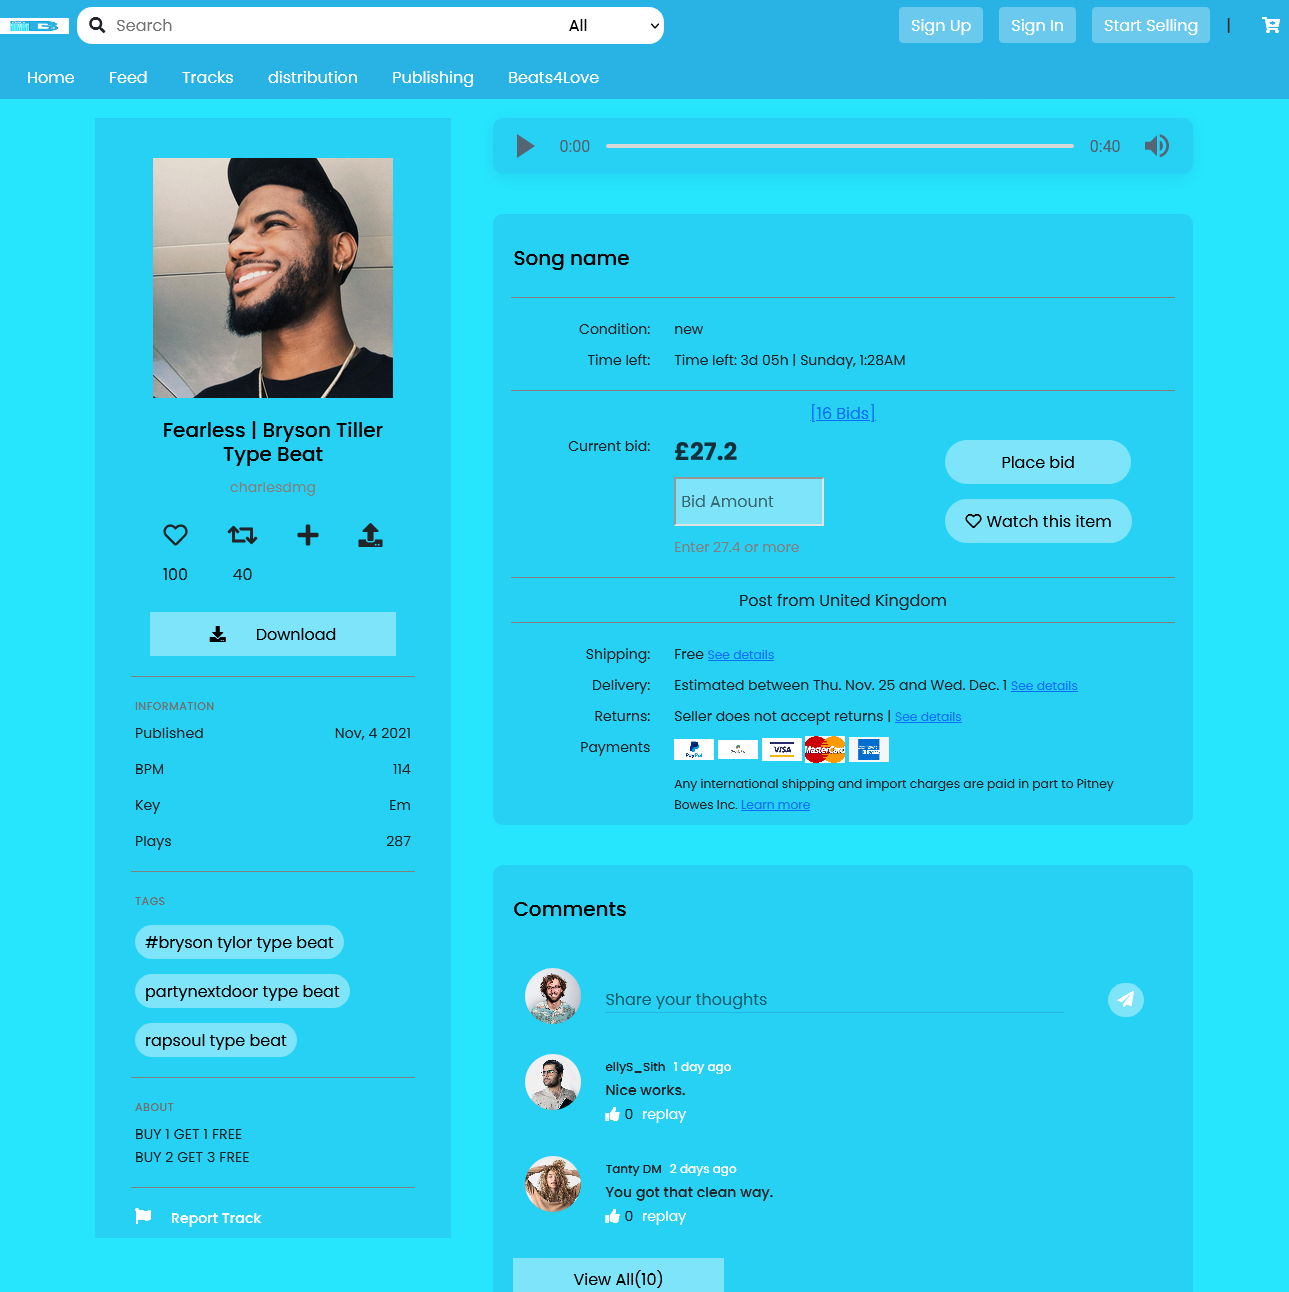 Search
All
Sign Up
Sign In
Start Selling
|
Home
Feed
Tracks
distribution
Publishing
Beats4Love
Fearless | Bryson Tiller
Type Beat
charlesdmg
100
40
Download
INFORMATION
Published
Nov, 4 2021
BPM
114
Key
Em
Plays
287
TAGS
#bryson tylor type beat
partynextdoor type beat
rapsoul type beat
ABOUT
BUY 1 GET 1 FREE
BUY 2 GET 3 FREE
Report Track
0:00
0:40
Song name
Condition:
new
Time left:
Time left: 3d 05h | Sunday, 1:28AM
[16 Bids]
Current bid:
£27.2
Place bid
Bid Amount
Watch this item
Enter 27.4 or more
Post from United Kingdom
Shipping:
Free See details
Delivery:
Estimated between Thu. Nov. 25 and Wed. Dec. 1 See details
Returns:
Seller does not accept returns | See details
Payments
PayPal
VISA
MasterCard
Any international shipping and import charges are paid in part to Pitney
Bowes Inc. Learn more
Comments
Share your thoughts
ellyS_Sith 1 day ago
Nice works.
0 replay
Tanty DM 2 days ago
You got that clean way.
0 replay
View All(10)